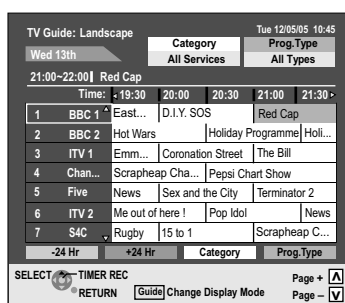 TV Guide: Landscape Tue 12/05/05 10:45
Wed 13th Category Prog.Type
All Services All Types
21:00~22:00 Red Cap
Time: 19:30 20:00 20:30 21:00 21:30
1 BBC 1 East... D.I.Y. SOS Red Cap
2 BBC 2 Hot Wars Holiday Programme Holi...
3 ITV 1 Emm... Coronation Street The Bill
4 Chan... Scrapheap Cha... Pepsi Chart Show
5 Five News Sex and the City Terminator 2
6 ITV 2 Me out of here ! Pop Idol News
7 S4C Rugby 15 to 1 Scrapheap C...
-24 Hr +24 Hr Category Prog.Type
SELECT TIMER REC Page +
RETURN Guide Change Display Mode Page –